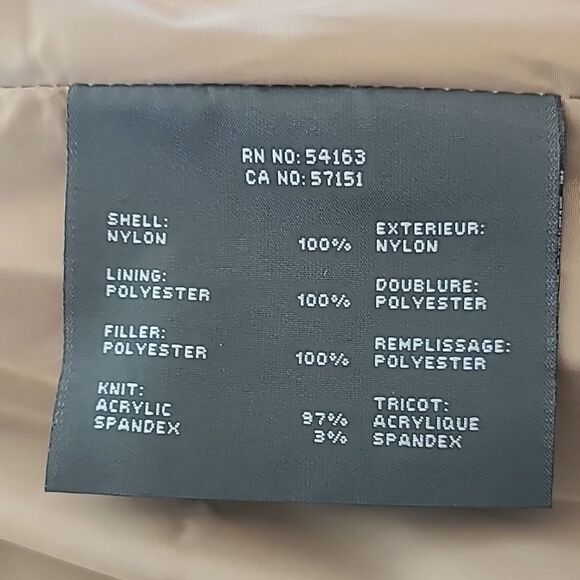 RN NO: 54163
CA NO: 57151
SHELL: EXTERIEUR:
NYLON 100% NYLON
LINING: DOUBLURE:
POLYESTER 100% POLYESTER
FILLER: REMPLISSAGE:
POLYESTER 100% POLYESTER
KNIT: TRICOT:
ACRYLIC 97% ACRYLIQUE
SPANDEX 3% SPANDEX